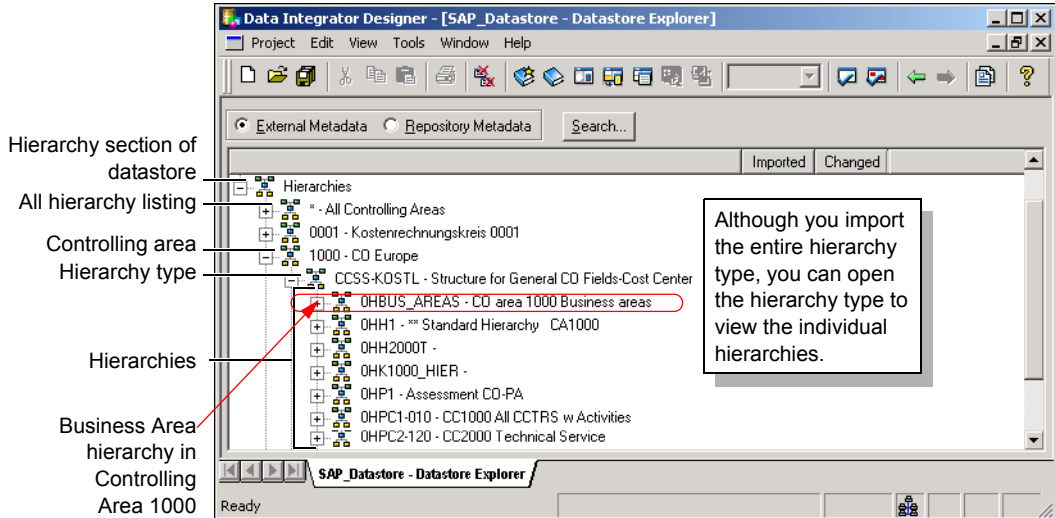 Data Integrator Designer - [SAP_Datastore - Datastore Explorer]
Project Edit View Tools Window Help
External Metadata Repository Metadata Search...
Imported Changed
Hierarchy section of
datastore
All hierarchy listing
Controlling area
Hierarchy type
Hierarchies
Business Area
hierarchy in
Controlling
Area 1000
Hierarchies
* - All Controlling Areas
0001 - Kostenrechnungskreis 0001
1000 - CO Europe
CCSS-KOSTL - Structure for General CO Fields-Cost Center
0HBUS_AREAS - CO area 1000 Business areas
0HH1 - ** Standard Hierarchy CA1000
0HH2000T -
0HK1000_HIER -
0HP1 - Assessment CO-PA
0HPC1-010 - CC1000 All CCTRS w Activities
0HPC2-120 - CC2000 Technical Service
Although you import
the entire hierarchy
type, you can open
the hierarchy type to
view the individual
hierarchies.
SAP_Datastore - Datastore Explorer
Ready